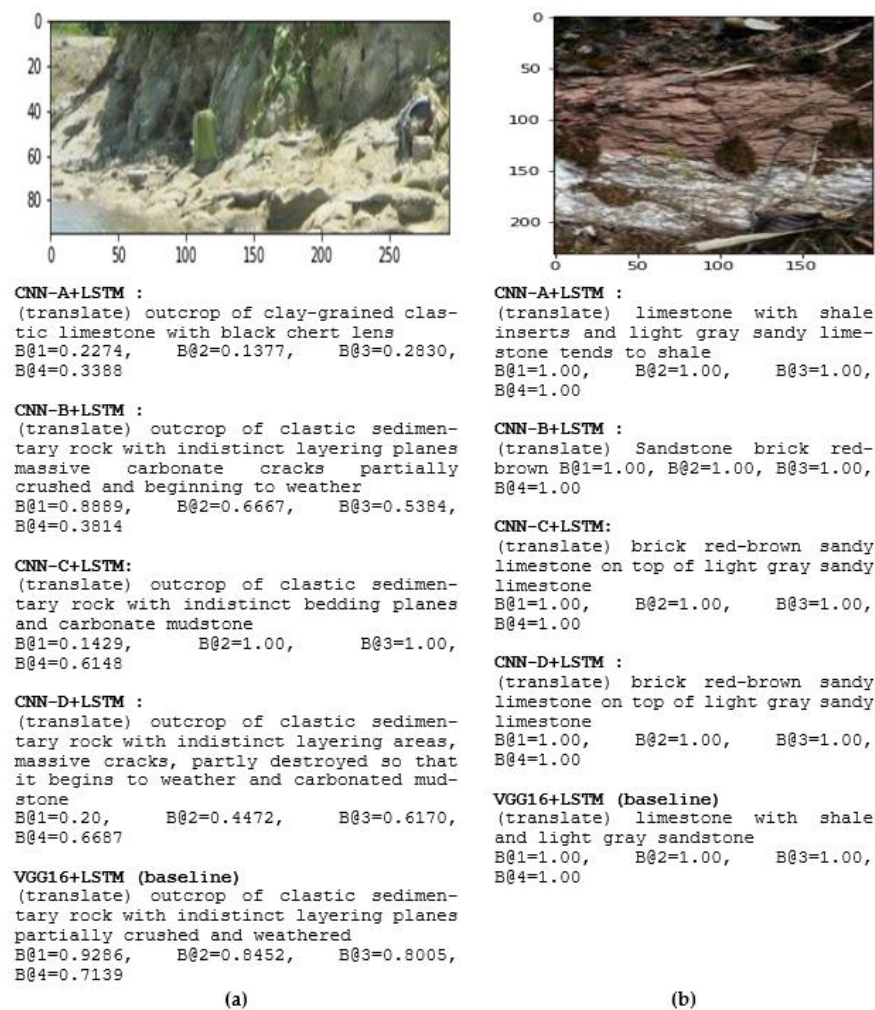 0
20
40
60
80
0 50 100 150 200 250
CNN-A+LSTM :
(translate) outcrop of clay-grained clas-
tic limestone with black chert lens
B@1=0.2274, B@2=0.1377, B@3=0.2830,
B@4=0.3388
CNN-B+LSTM :
(translate) outcrop of clastic sedimen-
tary rock with indistinct layering planes
massive carbonate cracks partially
crushed and beginning to weather
B@1=0.8889, B@2=0.6667, B@3=0.5384,
B@4=0.3814
CNN-C+LSTM:
(translate) outcrop of clastic sedimen-
tary rock with indistinct bedding planes
and carbonate mudstone
B@1=0.1429, B@2=1.00, B@3=1.00,
B@4=0.6148
CNN-D+LSTM :
(translate) outcrop of clastic sedimen-
tary rock with indistinct layering areas,
massive cracks, partly destroyed so that
it begins to weather and carbonated mud-
stone
B@1=0.20, B@2=0.4472, B@3=0.6170,
B@4=0.6687
VGG16+LSTM (baseline)
(translate) outcrop of clastic sedimen-
tary rock with indistinct layering planes
partially crushed and weathered
B@1=0.9286, B@2=0.8452, B@3=0.8005,
B@4=0.7139
(a)
0
50
100
150
200
0 50 100 150
CNN-A+LSTM :
(translate) limestone with shale
inserts and light gray sandy lime-
stone tends to shale
B@1=1.00, B@2=1.00, B@3=1.00,
B@4=1.00
CNN-B+LSTM :
(translate) Sandstone brick red-
brown B@1=1.00, B@2=1.00, B@3=1.00,
B@4=1.00
CNN-C+LSTM:
(translate) brick red-brown sandy
limestone on top of light gray sandy
limestone
B@1=1.00, B@2=1.00, B@3=1.00,
B@4=1.00
CNN-D+LSTM :
(translate) brick red-brown sandy
limestone on top of light gray sandy
limestone
B@1=1.00, B@2=1.00, B@3=1.00,
B@4=1.00
VGG16+LSTM (baseline)
(translate) limestone with shale
and light gray sandstone
B@1=1.00, B@2=1.00, B@3=1.00,
B@4=1.00
(b)